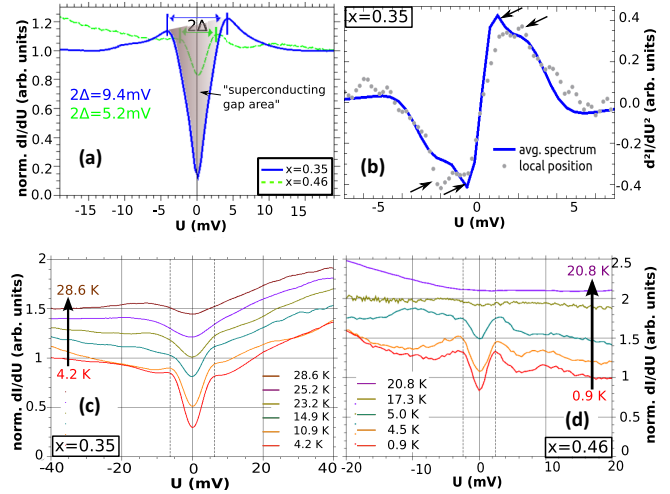 norm. dI/dU (arb. units)
1.2
1.0
0.8
0.6
0.4
0.2
0.0
2Δ
2Δ=9.4mV
2Δ=5.2mV
"superconducting
gap area"
(a)
x=0.35
x=0.46
-15 -10 -5 0 5 10 15
U (mV)
x=0.35
0.4
0.2
0.0
-0.2
-0.4
d²I/dU² (arb. units)
avg. spectrum
local position
(b)
-5 0 5
U (mV)
norm. dI/dU (arb. units)
2
1.5
1
0.5
0
28.6 K
4.2 K
(c)
28.6 K
25.2 K
23.2 K
14.9 K
10.9 K
4.2 K
x=0.35
-40 -20 0 20 40
U (mV)
2.5
2
1.5
1
0.5
0
norm. dI/dU (arb. units)
20.8 K
0.9 K
20.8 K
17.3 K
5.0 K
4.5 K
0.9 K
(d)
x=0.46
-20 -10 0 10 20
U (mV)